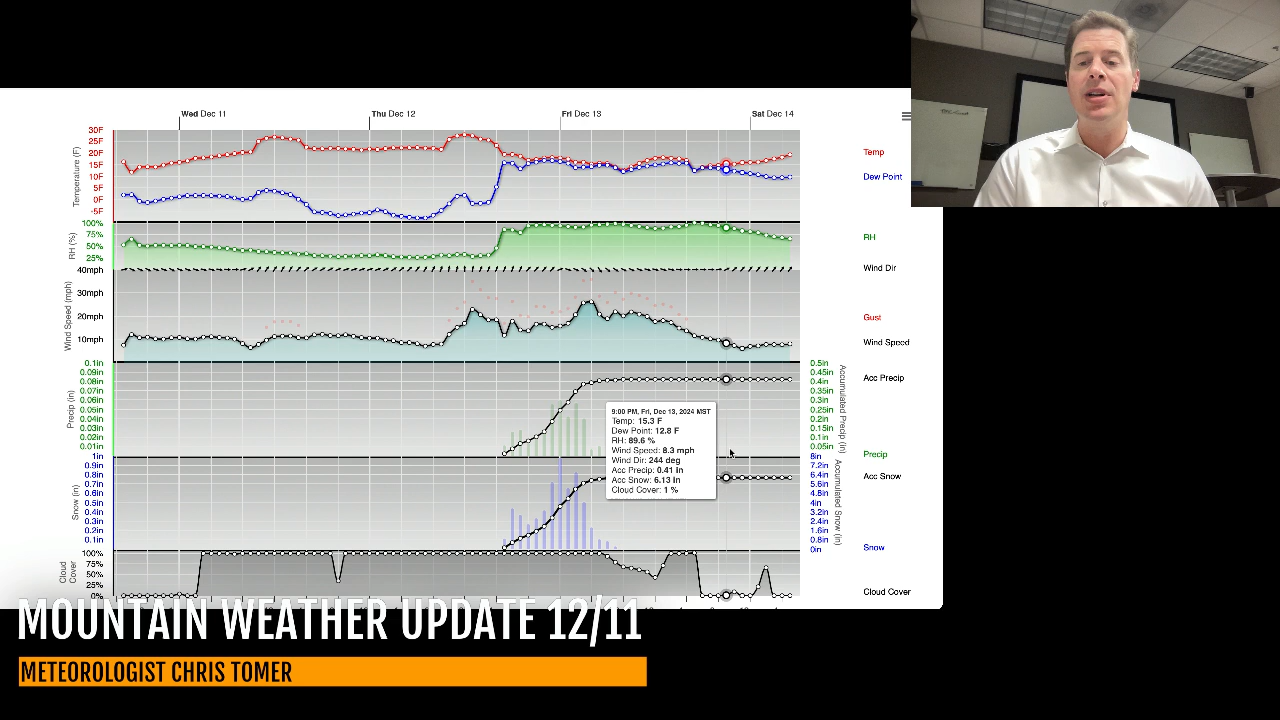 Wed Dec 11
Thu Dec 12
Fri Dec 13
Sat Dec 14
Temperature (F)
30F
25F
20F
15F
10F
5F
0F
-5F
Temp
Dew Point
RH (%)
100%
75%
50%
25%
RH
Wind Dir
Wind Speed (mph)
40mph
30mph
20mph
10mph
Gust
Wind Speed
Precip (in)
0.1in
0.09in
0.08in
0.07in
0.06in
0.05in
0.04in
0.03in
0.02in
0.01in
0.5in
0.45in
0.4in
0.35in
0.3in
0.25in
0.2in
0.15in
0.1in
0.05in
Accumulated Precip (in)
Acc Precip
Precip
9:00 PM, Fri, Dec 13, 2024 MST
Temp: 15.3 F
Dew Point: 12.8 F
RH: 89.6 %
Wind Speed: 8.3 mph
Wind Dir: 244 deg
Acc Precip: 0.41 in
Acc Snow: 6.13 in
Cloud Cover: 1 %
Snow (in)
1in
0.9in
0.8in
0.7in
0.6in
0.5in
0.4in
0.3in
0.2in
0.1in
8in
7.2in
6.4in
5.6in
4.8in
4in
3.2in
2.4in
1.6in
0.8in
0in
Accumulated Snow (in)
Acc Snow
Snow
Cloud
Cover
100%
75%
50%
25%
0%
Cloud Cover
MOUNTAIN WEATHER UPDATE 12/11
METEOROLOGIST CHRIS TOMER